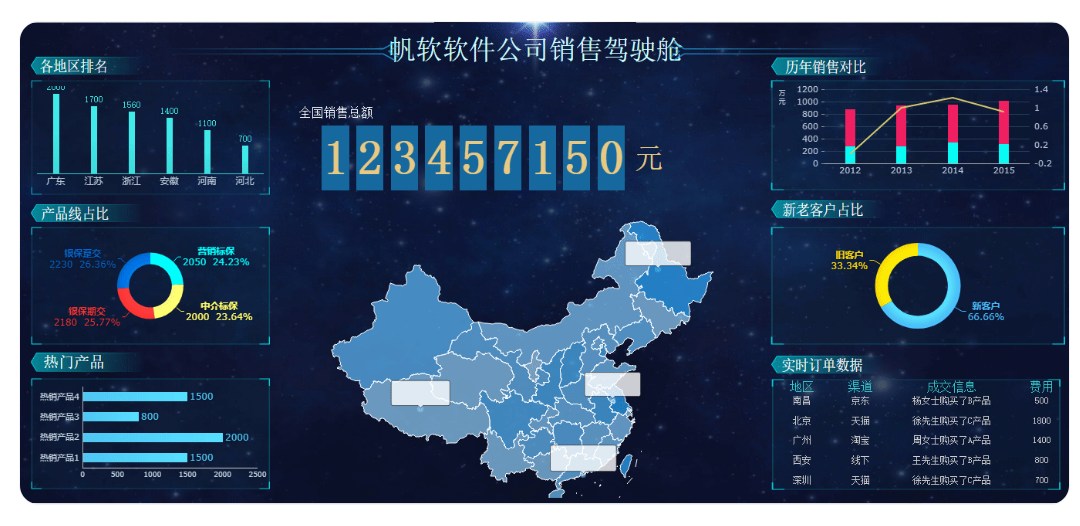 帆软软件公司销售驾驶舱
各地区排名
2000
1700
1560
1400
1100
700
广东 江苏 浙江 安徽 河南 河北
产品线占比
银保趸交
2230 26.36%
营销标保
2050 24.23%
银保期交
2180 25.77%
中介标保
2000 23.64%
热门产品
热销产品4 1500
热销产品3 800
热销产品2 2000
热销产品1 1500
0 500 1000 1500 2000 2500
全国销售总额
123457150 元
历年销售对比
万元
1200 1.4
1000 1
800
600 0.6
400
200 0.2
0 -0.2
2012 2013 2014 2015
新老客户占比
旧客户
33.34%
新客户
66.66%
实时订单数据
地区 渠道 成交信息 费用
南昌 京东 杨女士购买了B产品 500
北京 天猫 徐先生购买了C产品 1800
广州 淘宝 周女士购买了A产品 1400
西安 线下 王先生购买了B产品 800
深圳 天猫 徐先生购买了C产品 700